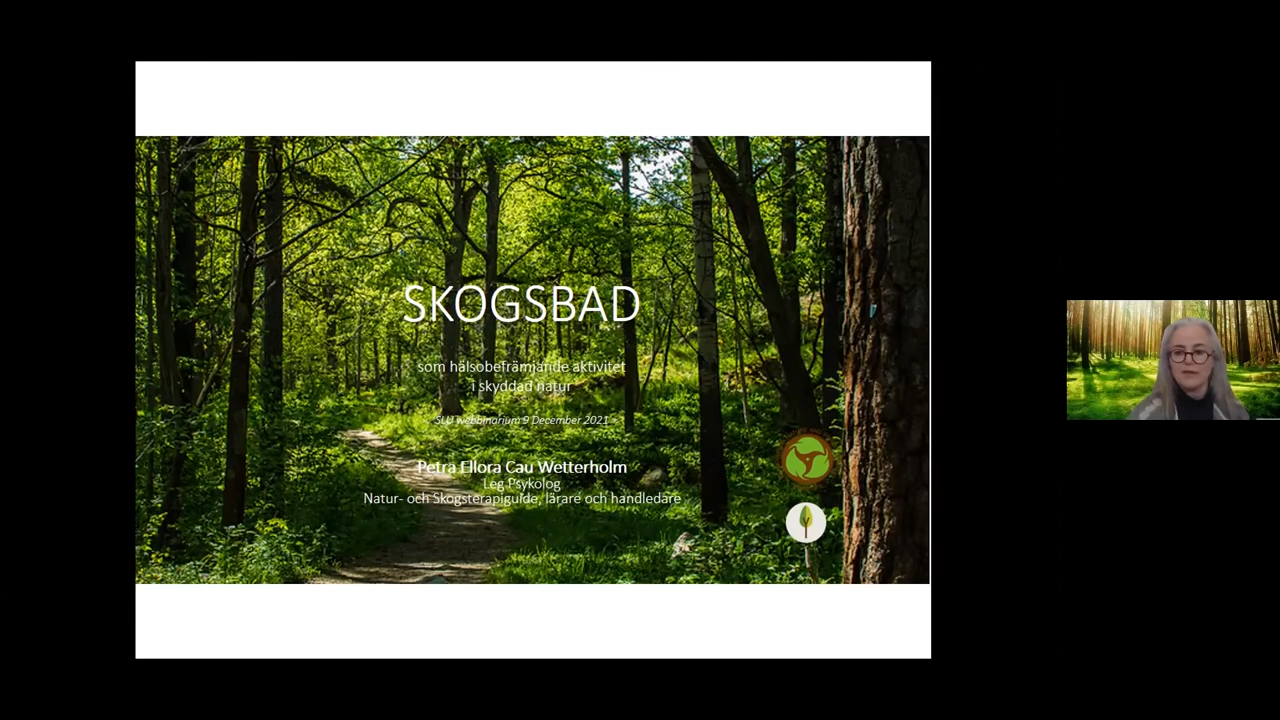 SKOGSBAD
som hälsobefrämjande aktivitet
i skyddad natur
SLU webbinarium 9 December 2021
Petra Ellora Cau Wetterholm
Leg Psykolog
Natur- och Skogsterapiguide, lärare och handledare